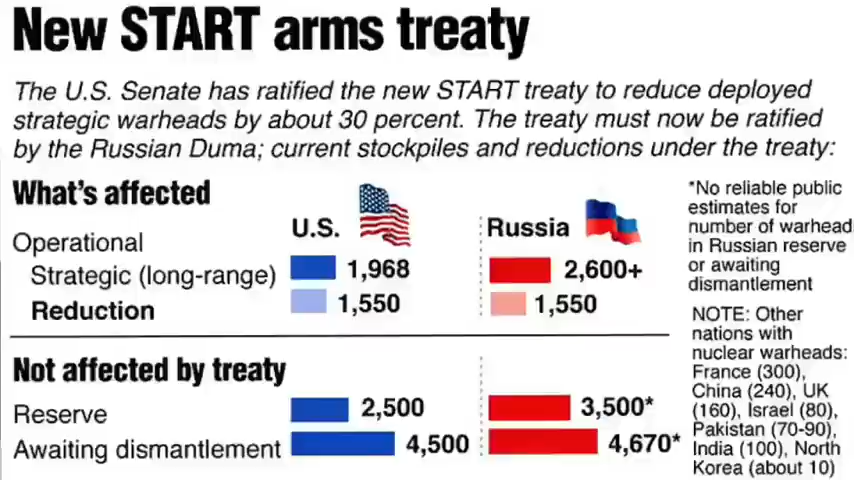 New START arms treaty
The U.S. Senate has ratified the new START treaty to reduce deployed
strategic warheads by about 30 percent. The treaty must now be ratified
by the Russian Duma; current stockpiles and reductions under the treaty:
What's affected
U.S.
Russia
Operational
Strategic (long-range) 1,968 2,600+
Reduction 1,550 1,550
Not affected by treaty
Reserve 2,500 3,500*
Awaiting dismantlement 4,500 4,670*
*No reliable public
estimates for
number of warhead
in Russian reserve
or awaiting
dismantlement
NOTE: Other
nations with
nuclear warheads:
France (300),
China (240), UK
(160), Israel (80),
Pakistan (70-90),
India (100), North
Korea (about 10)